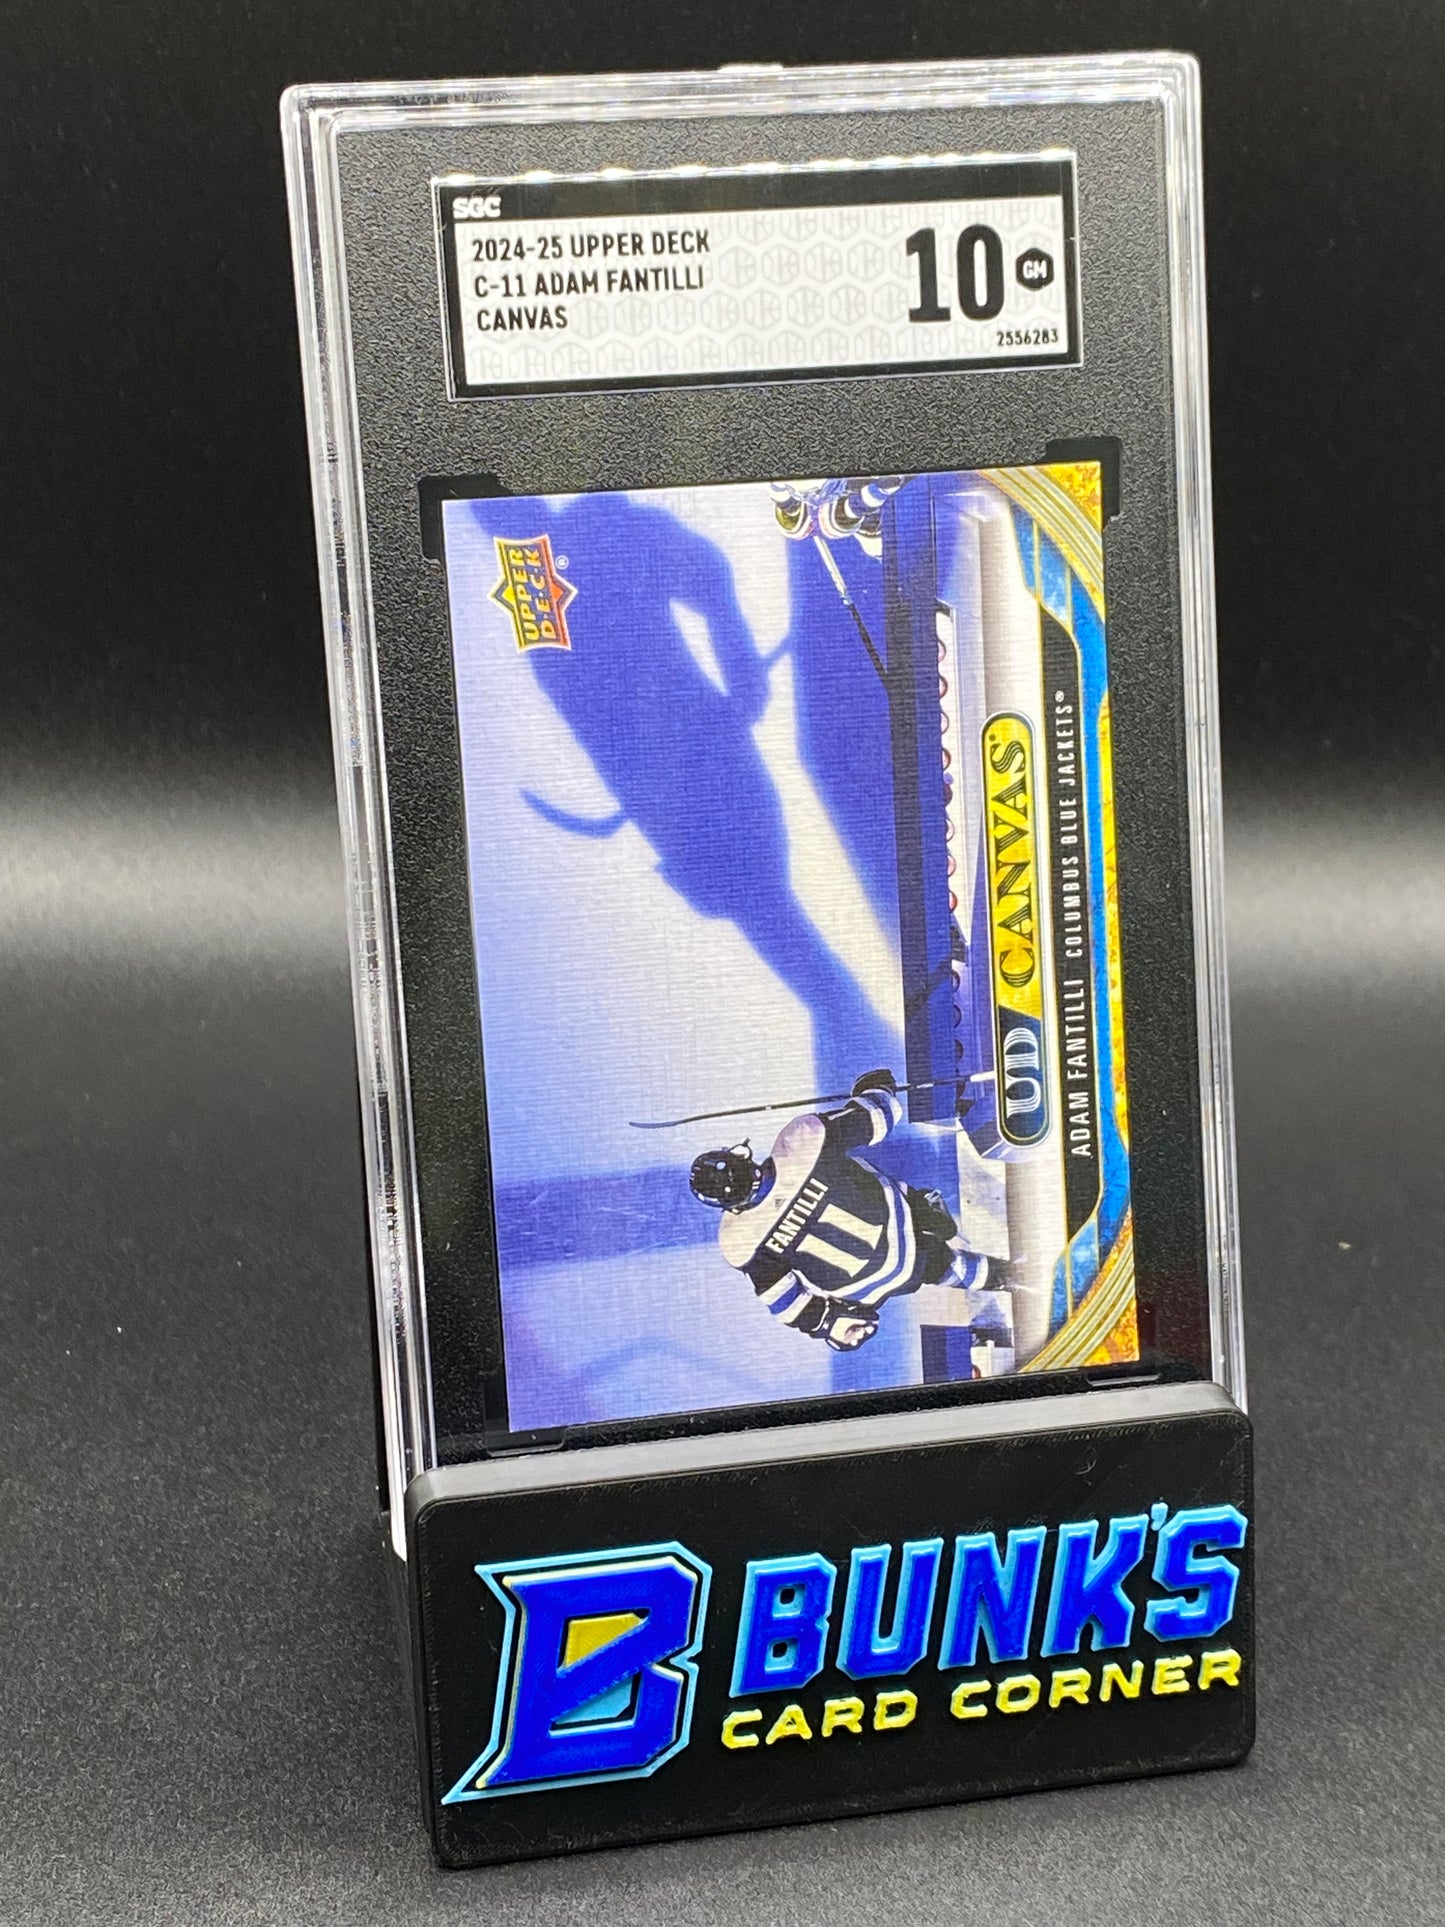 SGC
2024-25 UPPER DECK
C-11 ADAM FANTILLI
CANVAS
10 GM
2556283
UPPER
D·E·C·K®
UD CANVAS
ADAM FANTILLI COLUMBUS BLUE JACKETS®
FANTILLI
11
B BUNK'S
CARD CORNER